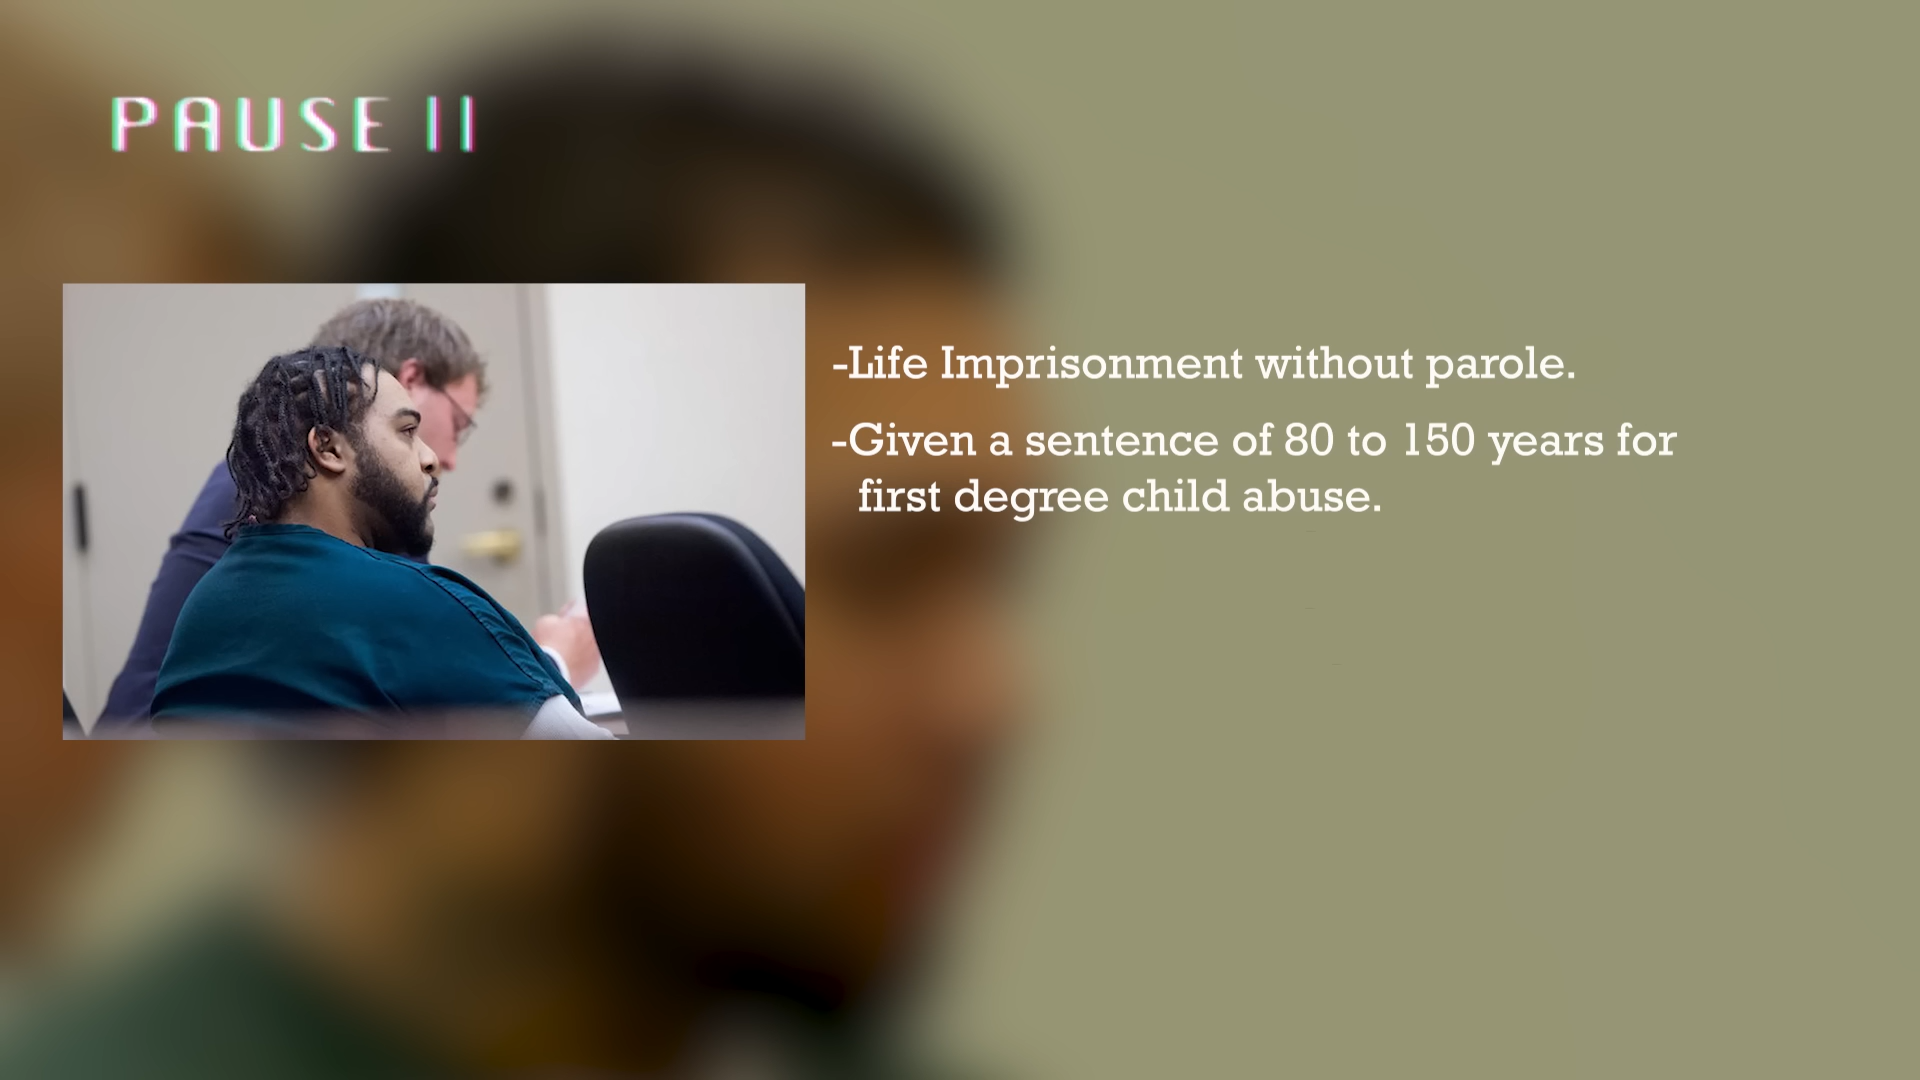 PAUSE II
-Life Imprisonment without parole.
-Given a sentence of 80 to 150 years for
first degree child abuse.